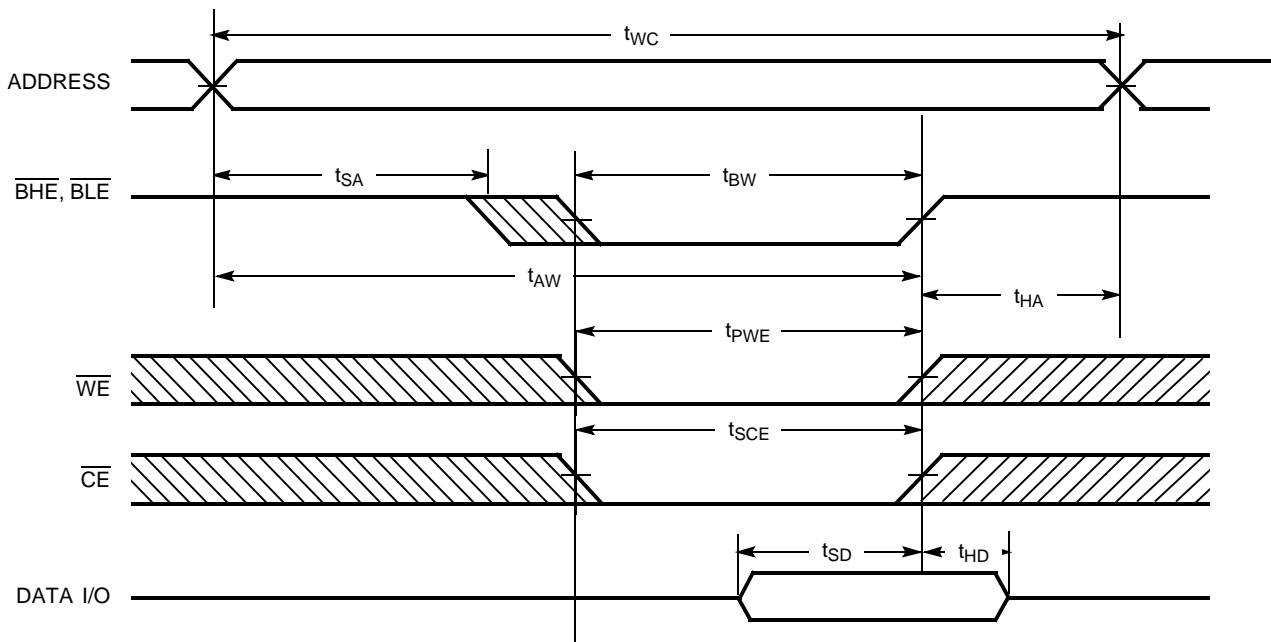 tWC
ADDRESS
tSA
tBW
BHE, BLE
tAW
tHA
tPWE
WE
tSCE
CE
tSD
tHD
DATA I/O